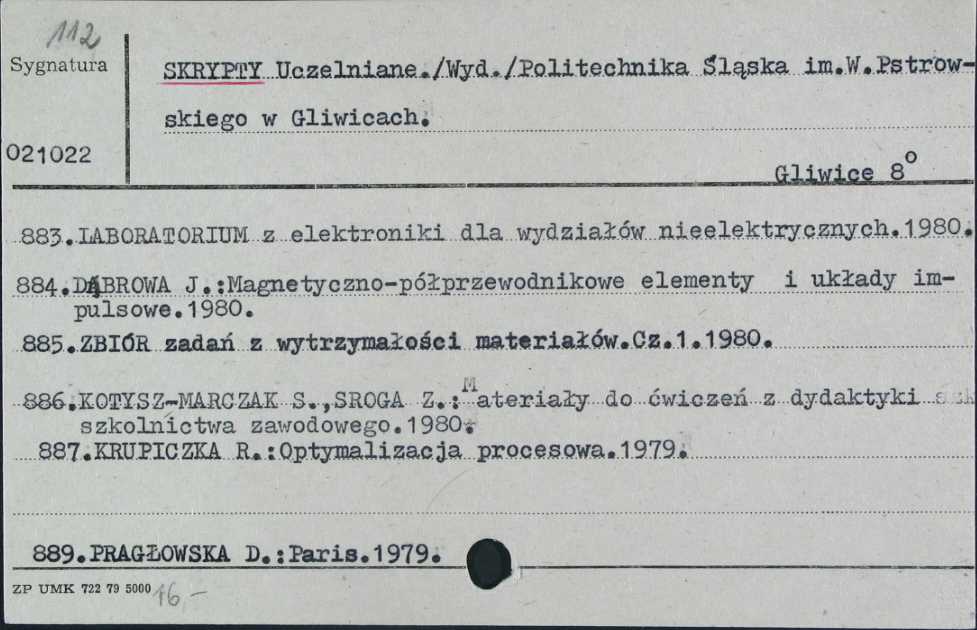 112
Sygnatura
SKRYPTY Uczelniane./Wyd./Politechnika Śląska im.W.Pstrow-
skiego w Gliwicach.
021022
Gliwice 8°
883.LABORATORIUM z elektroniki dla wydziałów nieelektrycznych.1980.
884.DĄBROWA J.:Magnetyczno-półprzewodnikowe elementy i układy im-
pulsowe.1980.
885.ZBIÓR zadań z wytrzymałości materiałów.Cz.1.1980.
886.KOTYSZ-MARCZAK S.,SROGA Z.:Materiały do ćwiczeń z dydaktyki
szkolnictwa zawodowego.1980.
887.KRUPICZKA R.:Optymalizacja procesowa.1979.
889.PRAGŁOWSKA D.:Paris.1979.
ZP UMK 722 79 5000 16,-